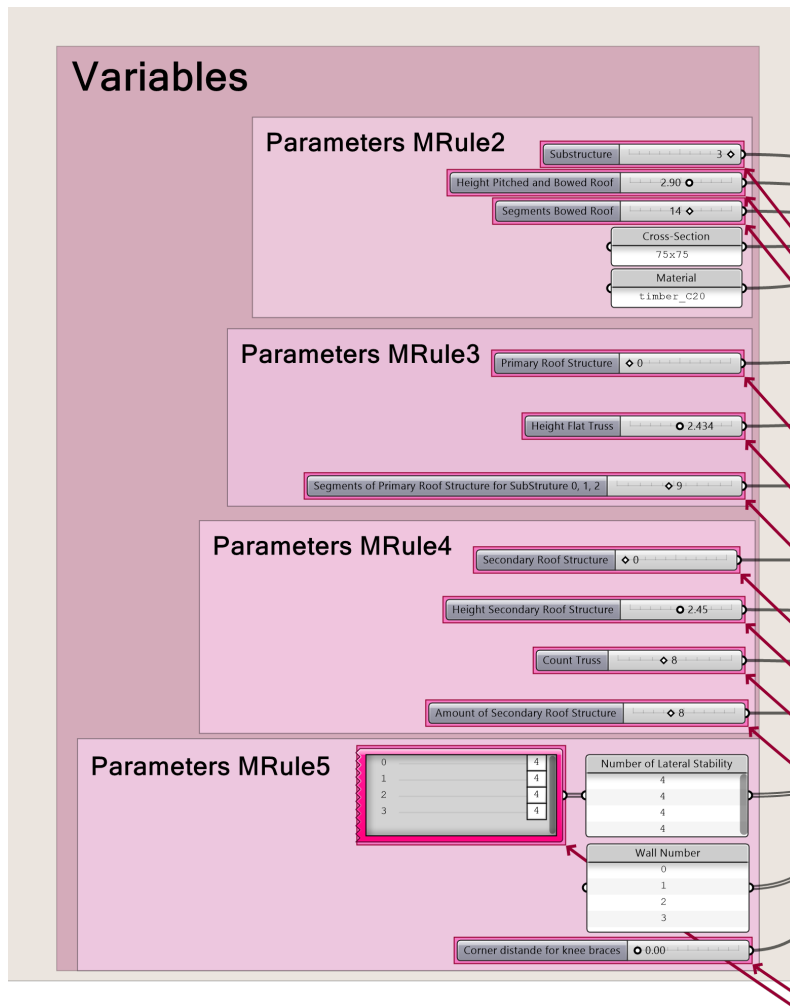 Variables
Parameters MRule2
Substructure 3
Height Pitched and Bowed Roof 2.90
Segments Bowed Roof 14
Cross-Section
75x75
Material
timber_C20
Parameters MRule3
Primary Roof Structure 0
Height Flat Truss 2.434
Segments of Primary Roof Structure for SubStruture 0, 1, 2 9
Parameters MRule4
Secondary Roof Structure 0
Height Secondary Roof Structure 2.45
Count Truss 8
Amount of Secondary Roof Structure 8
Parameters MRule5
0 4
1 4
2 4
3 4
Number of Lateral Stability
4
4
4
4
Wall Number
0
1
2
3
Corner distande for knee braces 0.00